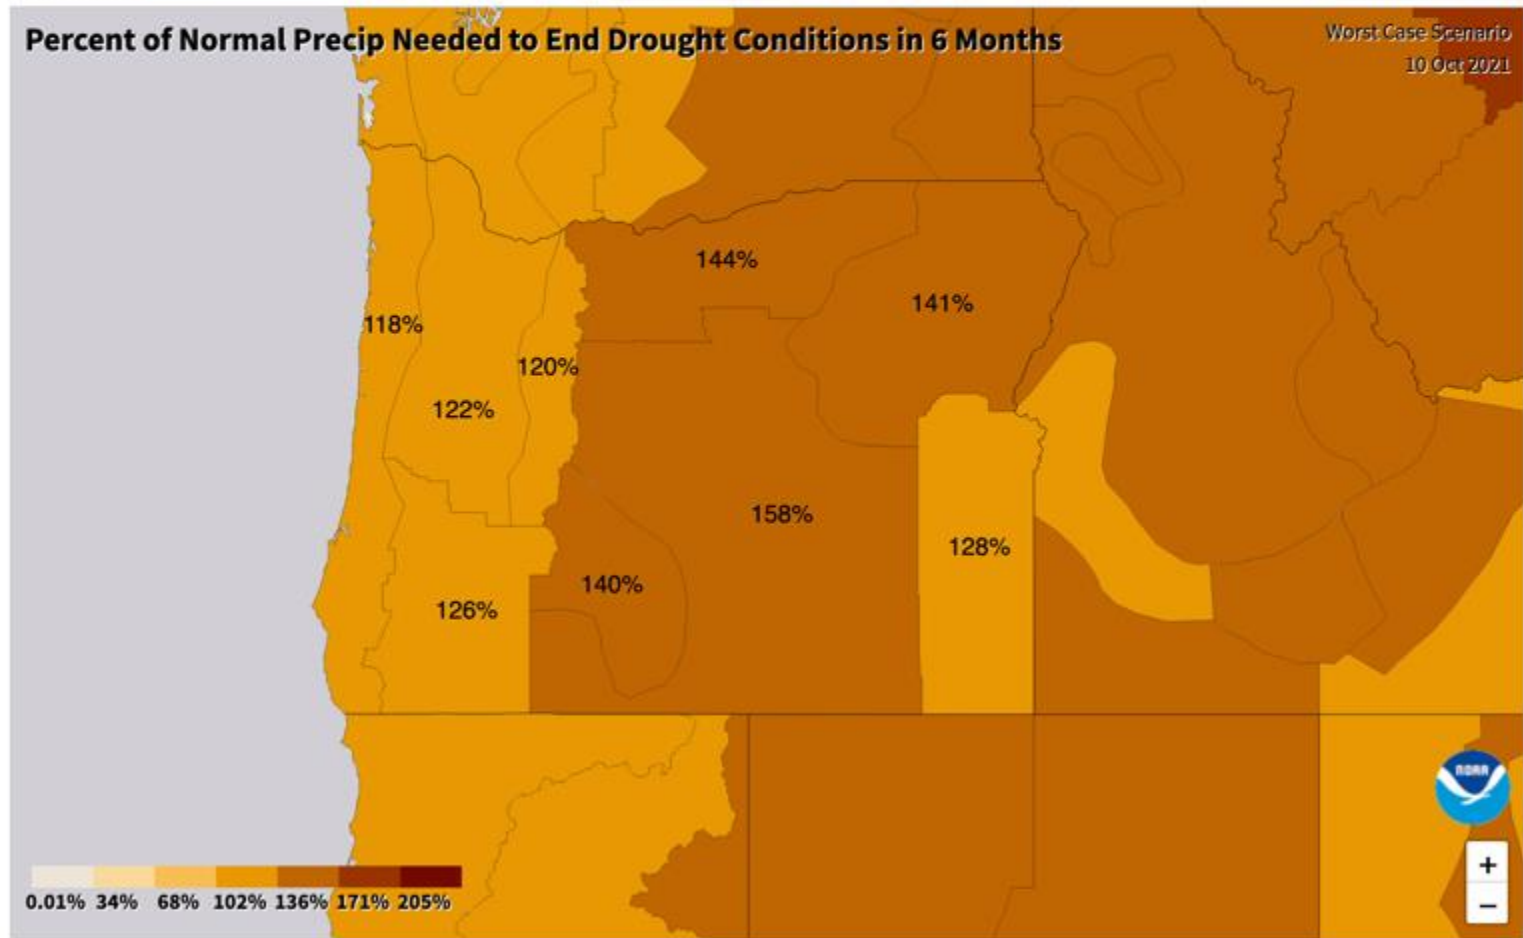 Percent of Normal Precip Needed to End Drought Conditions in 6 Months
Worst Case Scenario
10 Oct 2021
144%
141%
118%
120%
122%
158%
128%
140%
126%
NOAA
+
−
0.01% 34% 68% 102% 136% 171% 205%